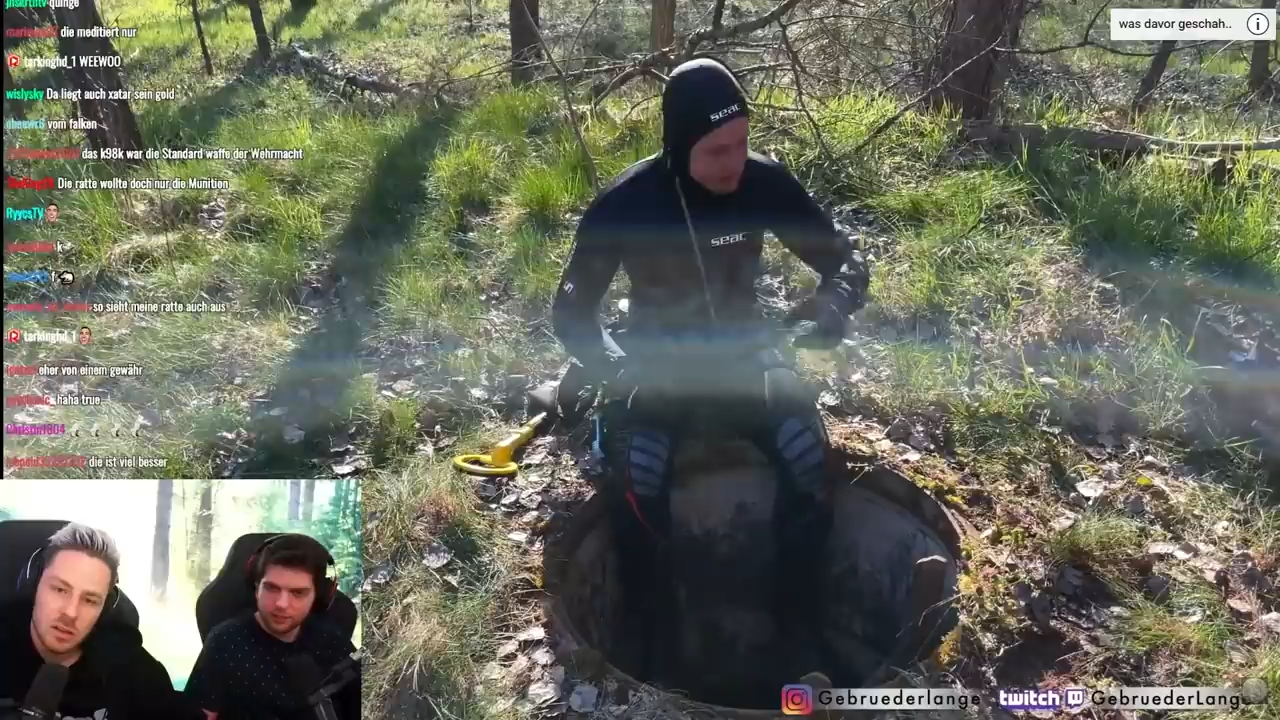 quinge
die meditiert nur
tarkinghd_1 WEEWOO
wislysky Da liegt auch xatar sein gold
vom falken
das k98k war die Standard waffe der Wehrmacht
Die ratte wollte doch nur die Munition
RyycsTV
k
so sieht meine ratte auch aus
tarkinghd_1
eher von einem gewähr
haha true
die ist viel besser
was davor geschah..
seac
seac
Gebruederlange twitch GebruederLange